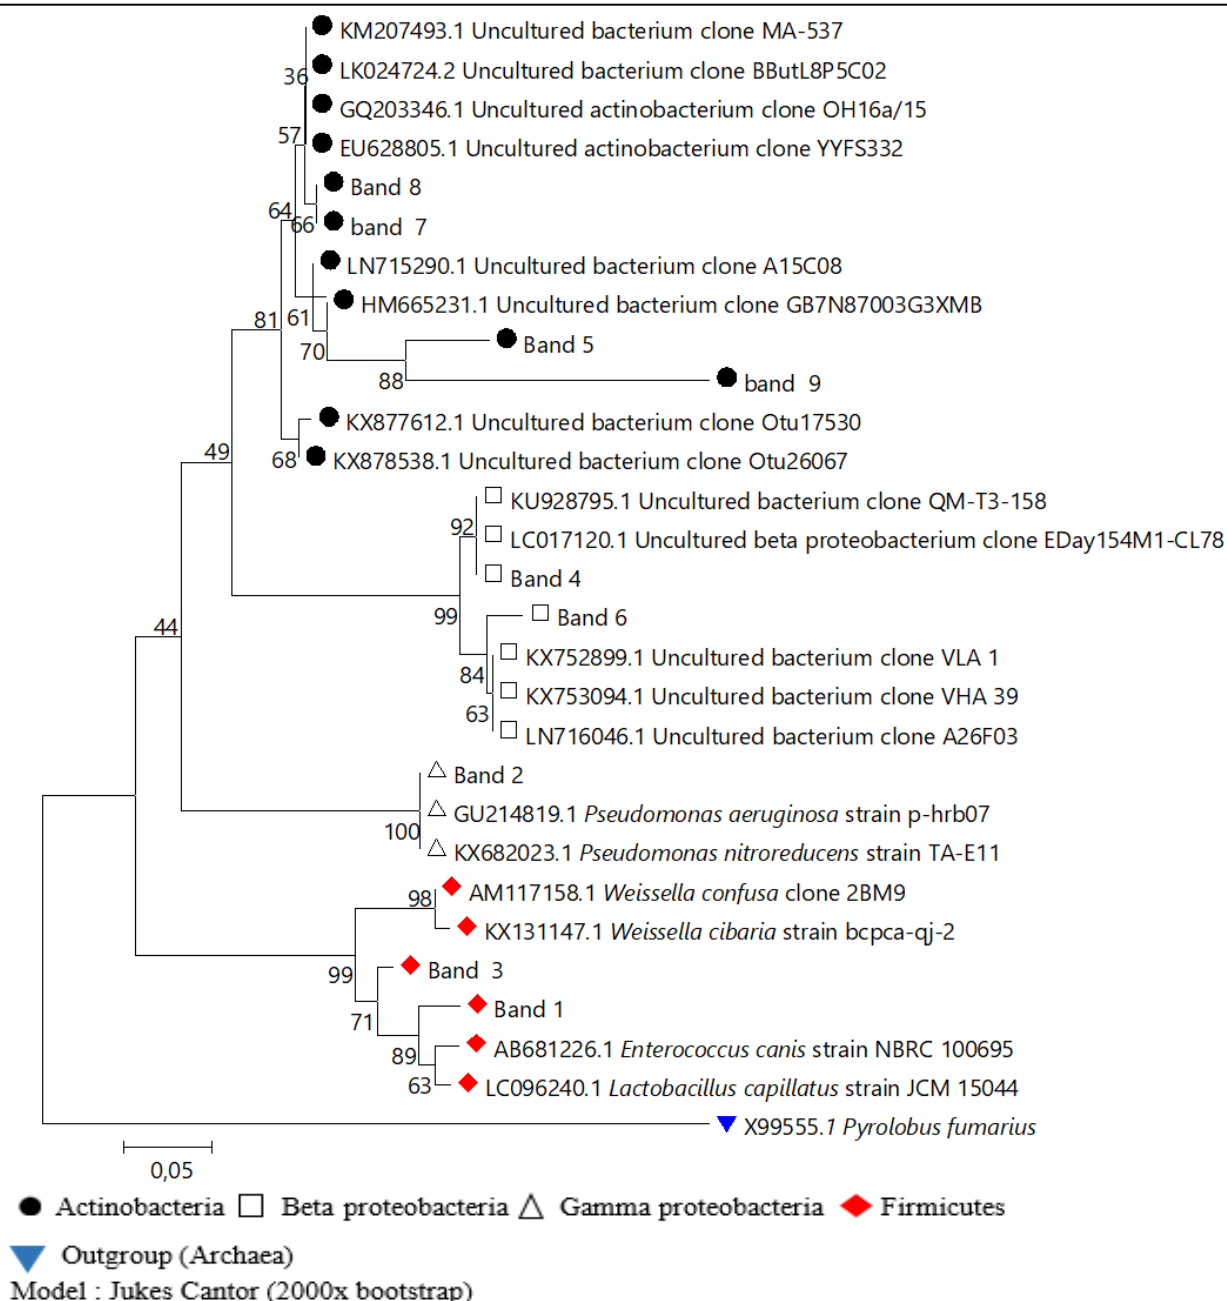 KM207493.1 Uncultured bacterium clone MA-537
LK024724.2 Uncultured bacterium clone BButL8P5C02
36
GQ203346.1 Uncultured actinobacterium clone OH16a/15
57
EU628805.1 Uncultured actinobacterium clone YYFS332
Band 8
64
66
band 7
LN715290.1 Uncultured bacterium clone A15C08
HM665231.1 Uncultured bacterium clone GB7N87003G3XMB
81
61
Band 5
70
88
band 9
KX877612.1 Uncultured bacterium clone Otu17530
49
68
KX878538.1 Uncultured bacterium clone Otu26067
KU928795.1 Uncultured bacterium clone QM-T3-158
92
LC017120.1 Uncultured beta proteobacterium clone EDay154M1-CL78
Band 4
99
Band 6
44
KX752899.1 Uncultured bacterium clone VLA 1
84
KX753094.1 Uncultured bacterium clone VHA 39
63
LN716046.1 Uncultured bacterium clone A26F03
Band 2
GU214819.1 Pseudomonas aeruginosa strain p-hrb07
100
KX682023.1 Pseudomonas nitroreducens strain TA-E11
98
AM117158.1 Weissella confusa clone 2BM9
KX131147.1 Weissella cibaria strain bcpca-qj-2
99
Band 3
Band 1
71
AB681226.1 Enterococcus canis strain NBRC 100695
89
63
LC096240.1 Lactobacillus capillatus strain JCM 15044
X99555.1 Pyrolobus fumarius
0,05
Actinobacteria Beta proteobacteria Gamma proteobacteria Firmicutes
Outgroup (Archaea)
Model : Jukes Cantor (2000x bootstrap)